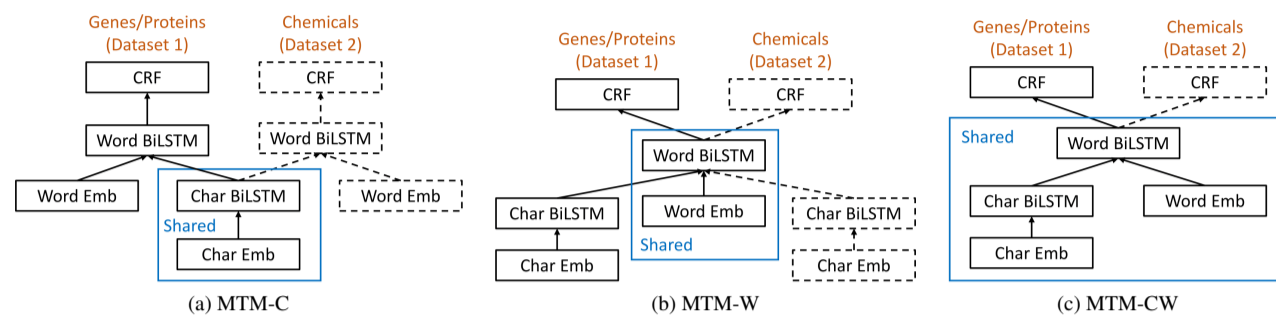 Genes/Proteins
(Dataset 1)
Chemicals
(Dataset 2)
CRF
CRF
Word BiLSTM
Word BiLSTM
Word Emb
Char BiLSTM
Word Emb
Shared
Char Emb
(a) MTM-C
Genes/Proteins
(Dataset 1)
Chemicals
(Dataset 2)
CRF
CRF
Word BiLSTM
Char BiLSTM
Word Emb
Char BiLSTM
Shared
Char Emb
Char Emb
(b) MTM-W
Genes/Proteins
(Dataset 1)
Chemicals
(Dataset 2)
CRF
CRF
Shared
Word BiLSTM
Char BiLSTM
Word Emb
Char Emb
(c) MTM-CW